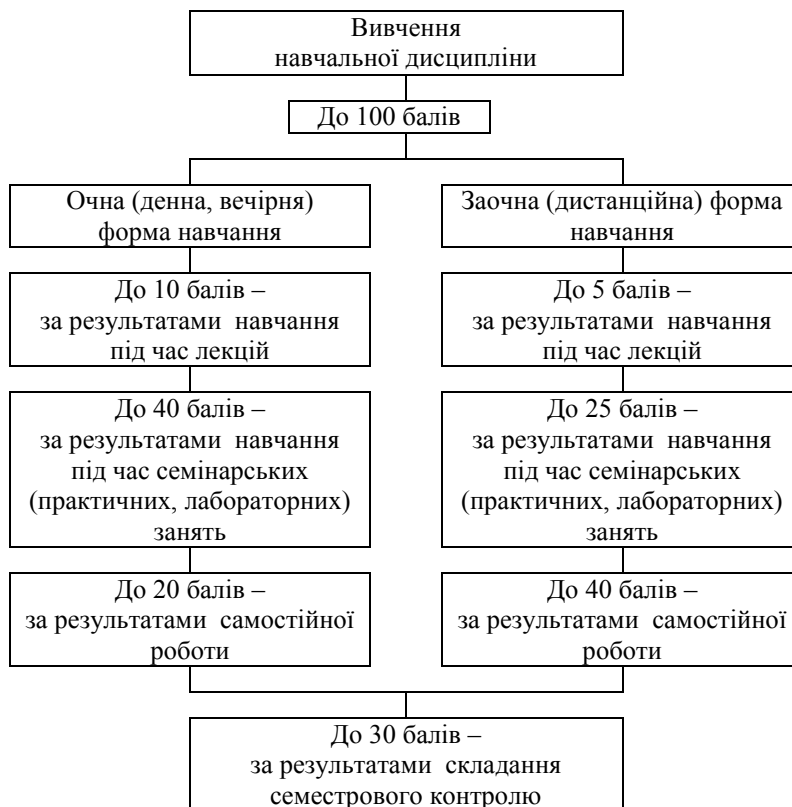 Вивчення
навчальної дисципліни
До 100 балів
Очна (денна, вечірня)
форма навчання
До 10 балів –
за результатами навчання
під час лекцій
До 40 балів –
за результатами навчання
під час семінарських
(практичних, лабораторних)
занять
До 20 балів –
за результатами самостійної
роботи
Заочна (дистанційна) форма
навчання
До 5 балів –
за результатами навчання
під час лекцій
До 25 балів –
за результатами навчання
під час семінарських
(практичних, лабораторних)
занять
До 40 балів –
за результатами самостійної
роботи
До 30 балів –
за результатами складання
семестрового контролю